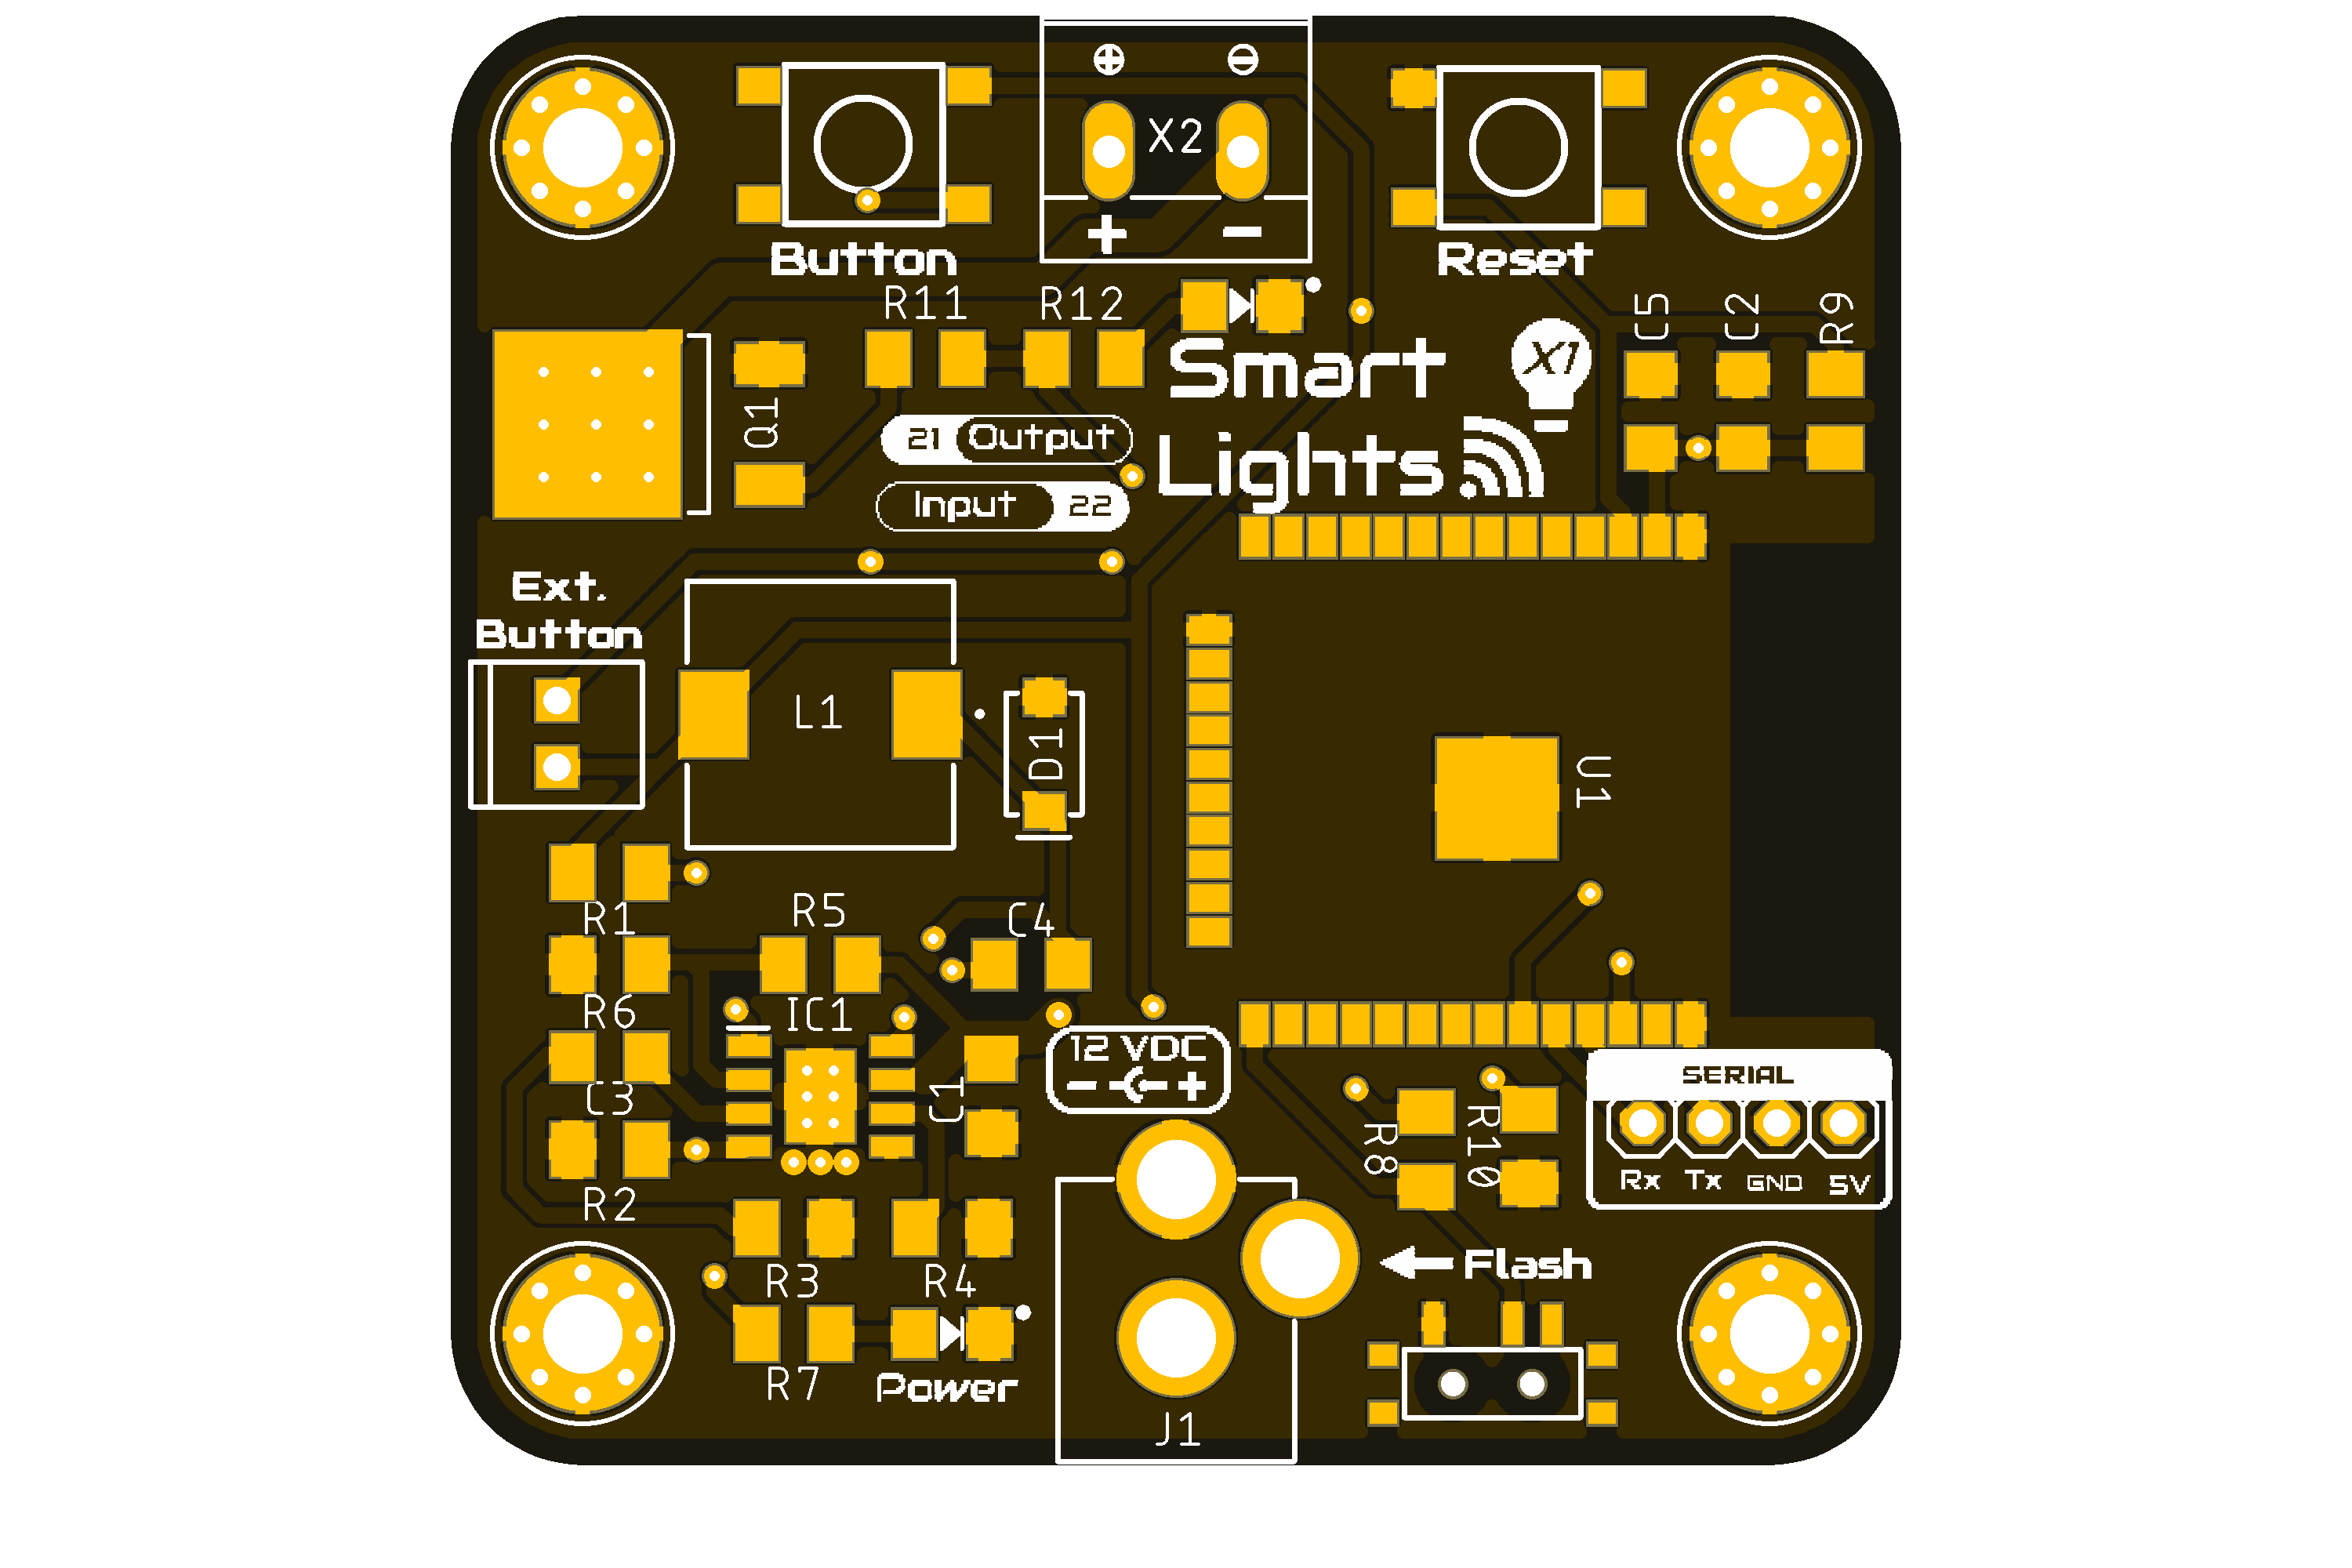 X2
+ −
Button
Reset
R11
R12
C5
C2
R9
Smart
X1
Lights
Q1
21 Output
Input 22
Ext.
Button
L1
D1
U1
R1
R5
C4
R6
IC1
12 VDC
- +
C3
C1
SERIAL
R8
R10
Rx Tx GND 5V
R2
R3
R4
Flash
R7
Power
J1